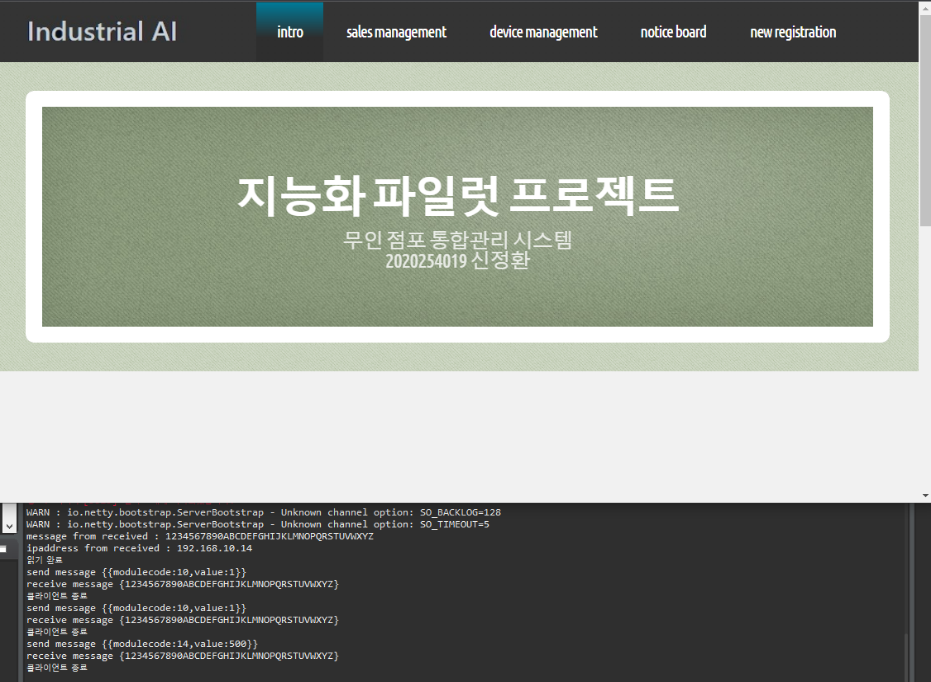 Industrial AI
intro
sales management
device management
notice board
new registration
지능화 파일럿 프로젝트
무인 점포 통합관리 시스템
2020254019 신정환
WARN : io.netty.bootstrap.ServerBootstrap - Unknown channel option: SO_BACKLOG=128
WARN : io.netty.bootstrap.ServerBootstrap - Unknown channel option: SO_TIMEOUT=5
message from received : 1234567890ABCDEFGHIJKLMNOPQRSTUVWXYZ
ipaddress from received : 192.168.10.14
읽기 완료
send message {{modulecode:10,value:1}}
receive message {1234567890ABCDEFGHIJKLMNOPQRSTUVWXYZ}
클라이언트 종료
send message {{modulecode:10,value:1}}
receive message {1234567890ABCDEFGHIJKLMNOPQRSTUVWXYZ}
클라이언트 종료
send message {{modulecode:14,value:500}}
receive message {1234567890ABCDEFGHIJKLMNOPQRSTUVWXYZ}
클라이언트 종료